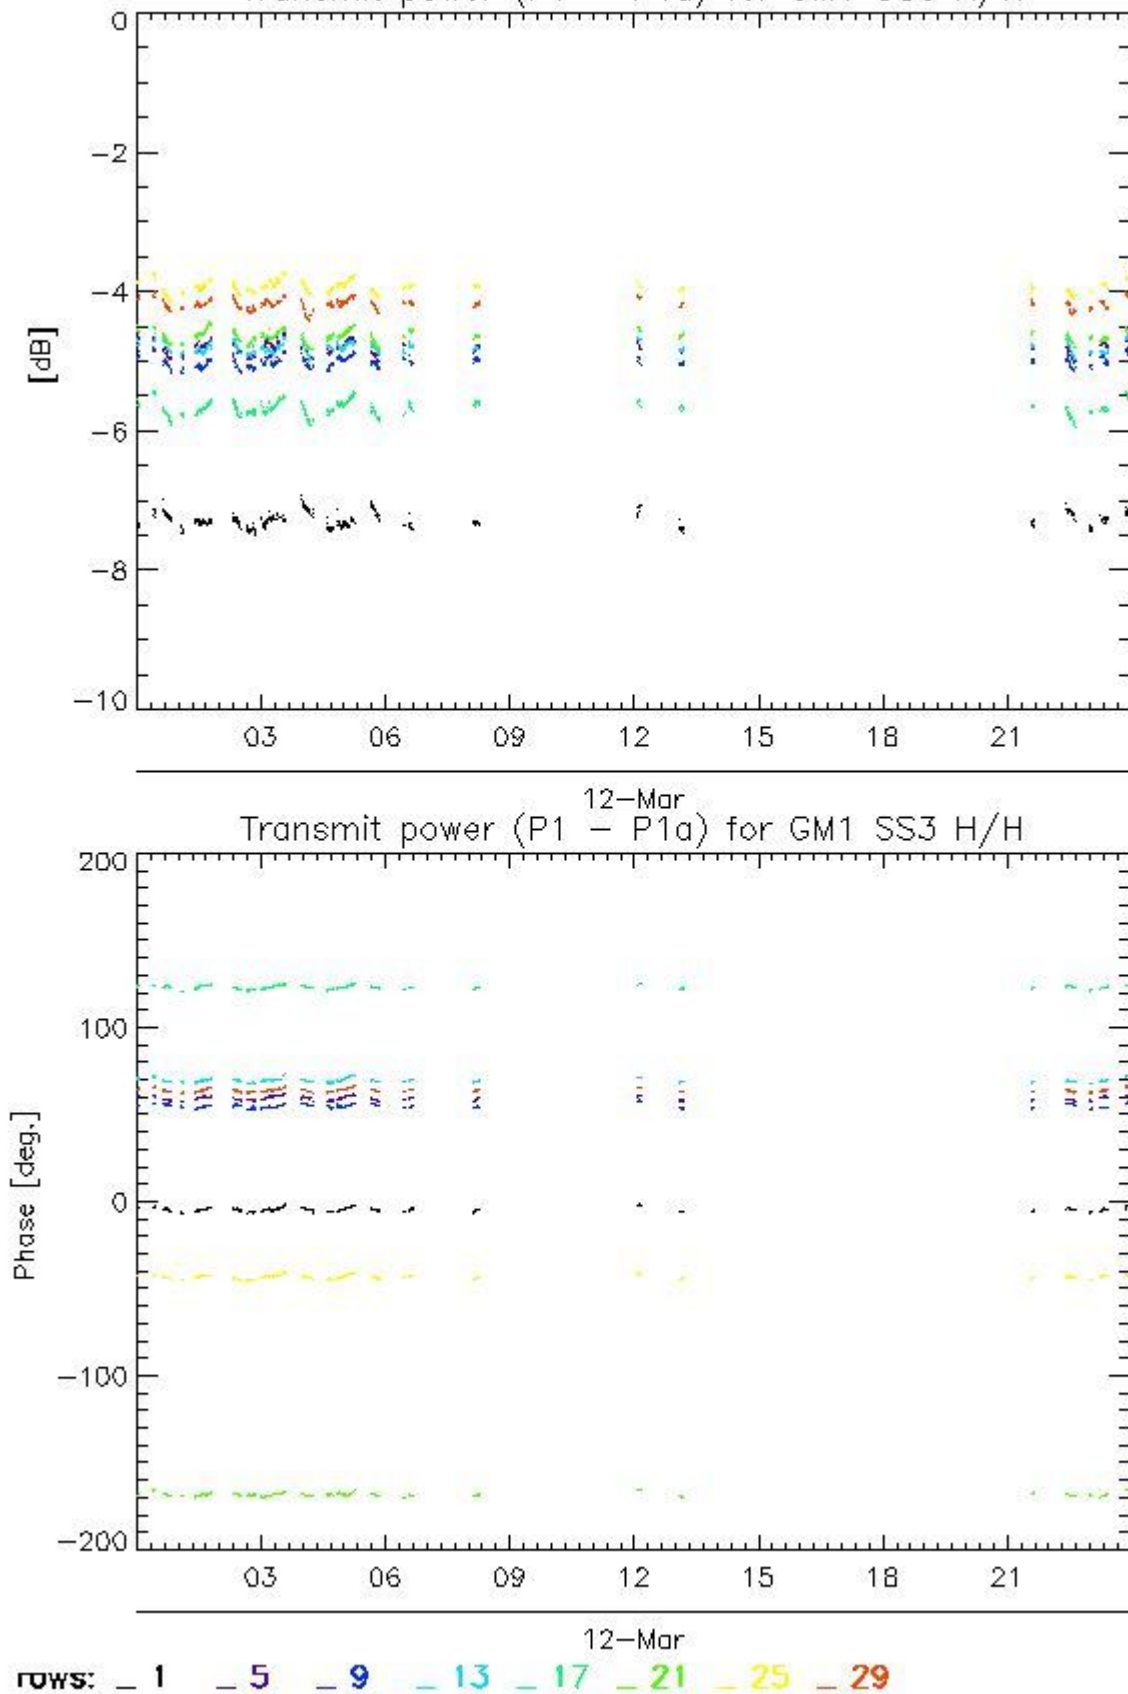 0
−2
−4
[dB]
−6
−8
−10
03 06 09 12 15 18 21
12−Mar
Transmit power (P1 − P1a) for GM1 SS3 H/H
200
100
0
Phase [deg.]
−100
−200
03 06 09 12 15 18 21
12−Mar
rows: _ 1 _ 5 _ 9 _ 13 _ 17 _ 21 _ 25 _ 29